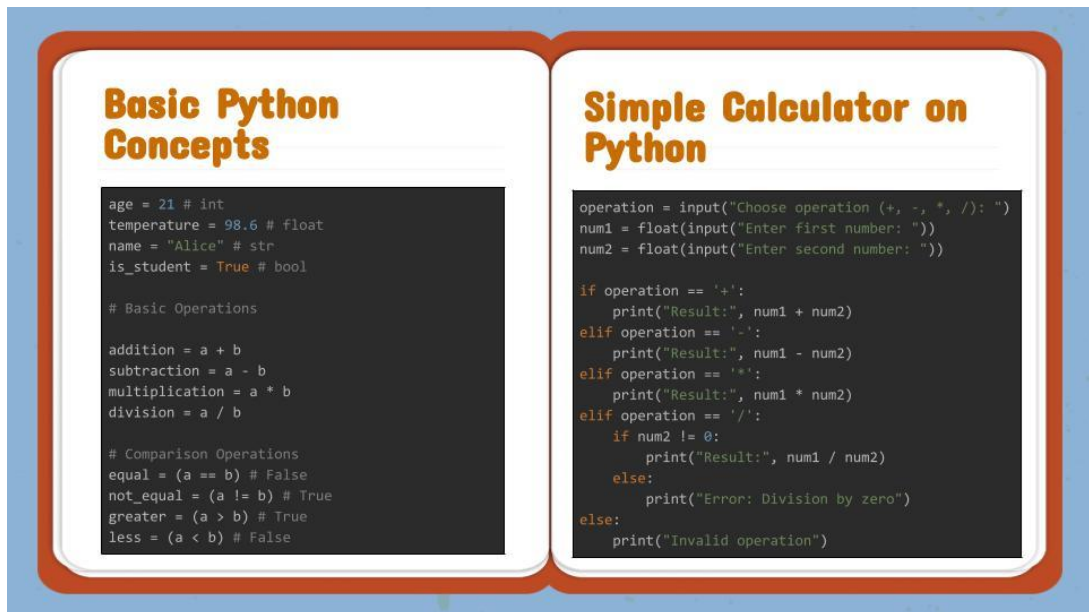 Basic Python
Concepts
age = 21 # int
temperature = 98.6 # float
name = "Alice" # str
is_student = True # bool

# Basic Operations

addition = a + b
subtraction = a - b
multiplication = a * b
division = a / b

# Comparison Operations
equal = (a == b) # False
not_equal = (a != b) # True
greater = (a > b) # True
less = (a < b) # False

Simple Calculator on
Python
operation = input("Choose operation (+, -, *, /): ")
num1 = float(input("Enter first number: "))
num2 = float(input("Enter second number: "))

if operation == '+':
    print("Result:", num1 + num2)
elif operation == '-':
    print("Result:", num1 - num2)
elif operation == '*':
    print("Result:", num1 * num2)
elif operation == '/':
    if num2 != 0:
        print("Result:", num1 / num2)
    else:
        print("Error: Division by zero")
else:
    print("Invalid operation")